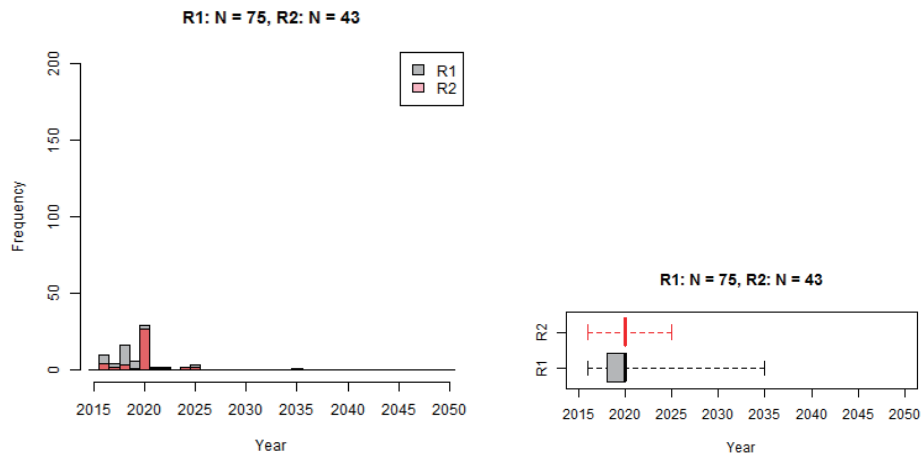 R1: N = 75, R2: N = 43
R1
R2
200
150
100
50
0
Frequency
2015 2020 2025 2030 2035 2040 2045 2050
Year
R1: N = 75, R2: N = 43
R2
R1
2015 2020 2025 2030 2035 2040 2045 2050
Year